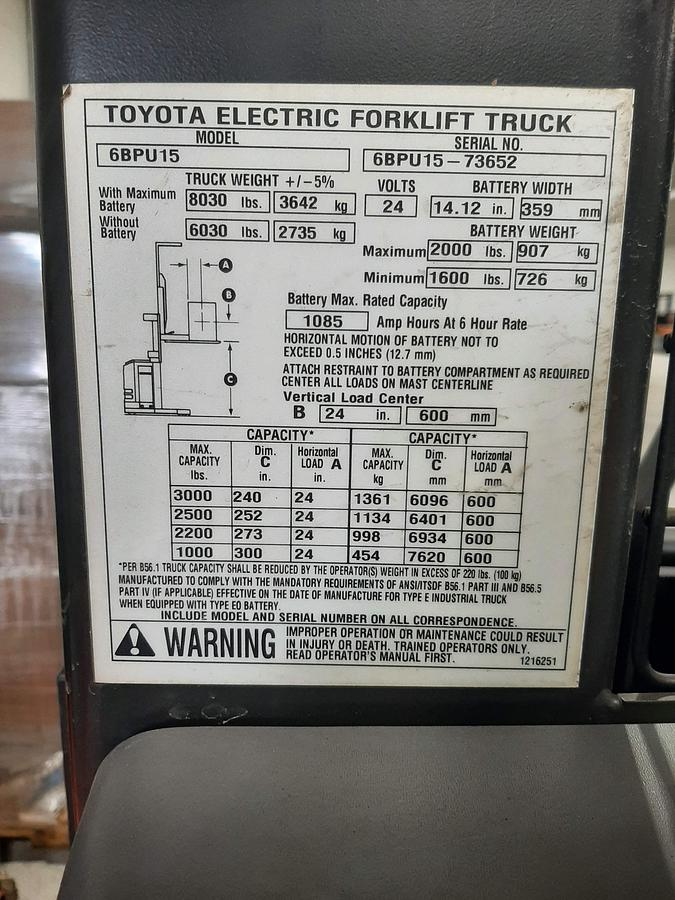 TOYOTA ELECTRIC FORKLIFT TRUCK
MODEL SERIAL NO.
6BPU15 6BPU15-73652
TRUCK WEIGHT +/-5% VOLTS BATTERY WIDTH
With Maximum Battery 8030 lbs. 3642 kg 24 14.12 in. 359 mm
Without Battery 6030 lbs. 2735 kg BATTERY WEIGHT
Maximum 2000 lbs. 907 kg
A
Minimum 1600 lbs. 726 kg
B
Battery Max. Rated Capacity
1085 Amp Hours At 6 Hour Rate
HORIZONTAL MOTION OF BATTERY NOT TO
EXCEED 0.5 INCHES (12.7 mm)
C
ATTACH RESTRAINT TO BATTERY COMPARTMENT AS REQUIRED
CENTER ALL LOADS ON MAST CENTERLINE
Vertical Load Center
B 24 in. 600 mm
CAPACITY* CAPACITY*
MAX. CAPACITY lbs. Dim. C in. Horizontal LOAD A in. MAX. CAPACITY kg Dim. C mm Horizontal LOAD A mm
3000 240 24 1361 6096 600
2500 252 24 1134 6401 600
2200 273 24 998 6934 600
1000 300 24 454 7620 600
*PER B56.1 TRUCK CAPACITY SHALL BE REDUCED BY THE OPERATOR(S) WEIGHT IN EXCESS OF 220 lbs. (100 kg)
MANUFACTURED TO COMPLY WITH THE MANDATORY REQUIREMENTS OF ANSI/ITSDF B56.1 PART III AND B56.5
PART IV (IF APPLICABLE) EFFECTIVE ON THE DATE OF MANUFACTURE FOR TYPE E INDUSTRIAL TRUCK
WHEN EQUIPPED WITH TYPE EO BATTERY.
INCLUDE MODEL AND SERIAL NUMBER ON ALL CORRESPONDENCE.
WARNING IMPROPER OPERATION OR MAINTENANCE COULD RESULT
IN INJURY OR DEATH. TRAINED OPERATORS ONLY.
READ OPERATOR'S MANUAL FIRST. 1216251